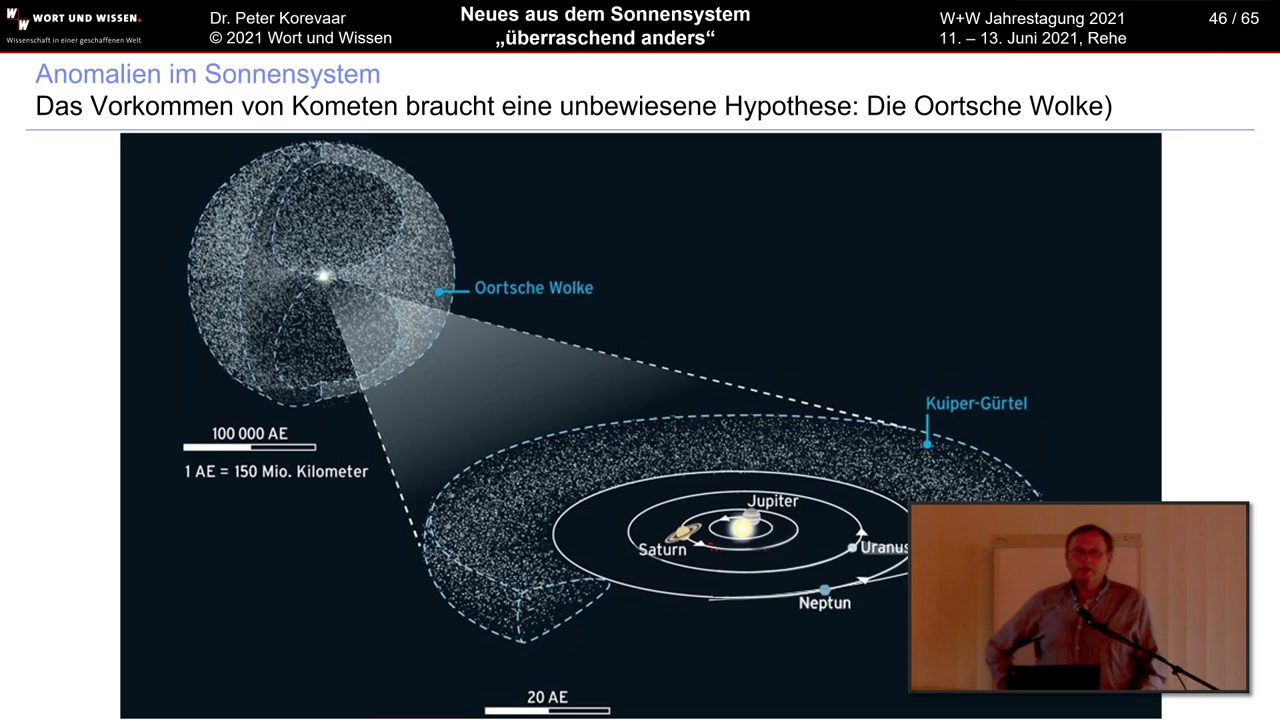 WORT UND WISSEN.
W
W
Wissenschaft in einer geschaffenen Welt
Dr. Peter Korevaar
© 2021 Wort und Wissen
Neues aus dem Sonnensystem
„überraschend anders“
W+W Jahrestagung 2021
11. – 13. Juni 2021, Rehe
46 / 65
Anomalien im Sonnensystem
Das Vorkommen von Kometen braucht eine unbewiesene Hypothese: Die Oortsche Wolke)
Oortsche Wolke
Kuiper-Gürtel
100 000 AE
1 AE = 150 Mio. Kilometer
Jupiter
Saturn
Uranus
Neptun
20 AE